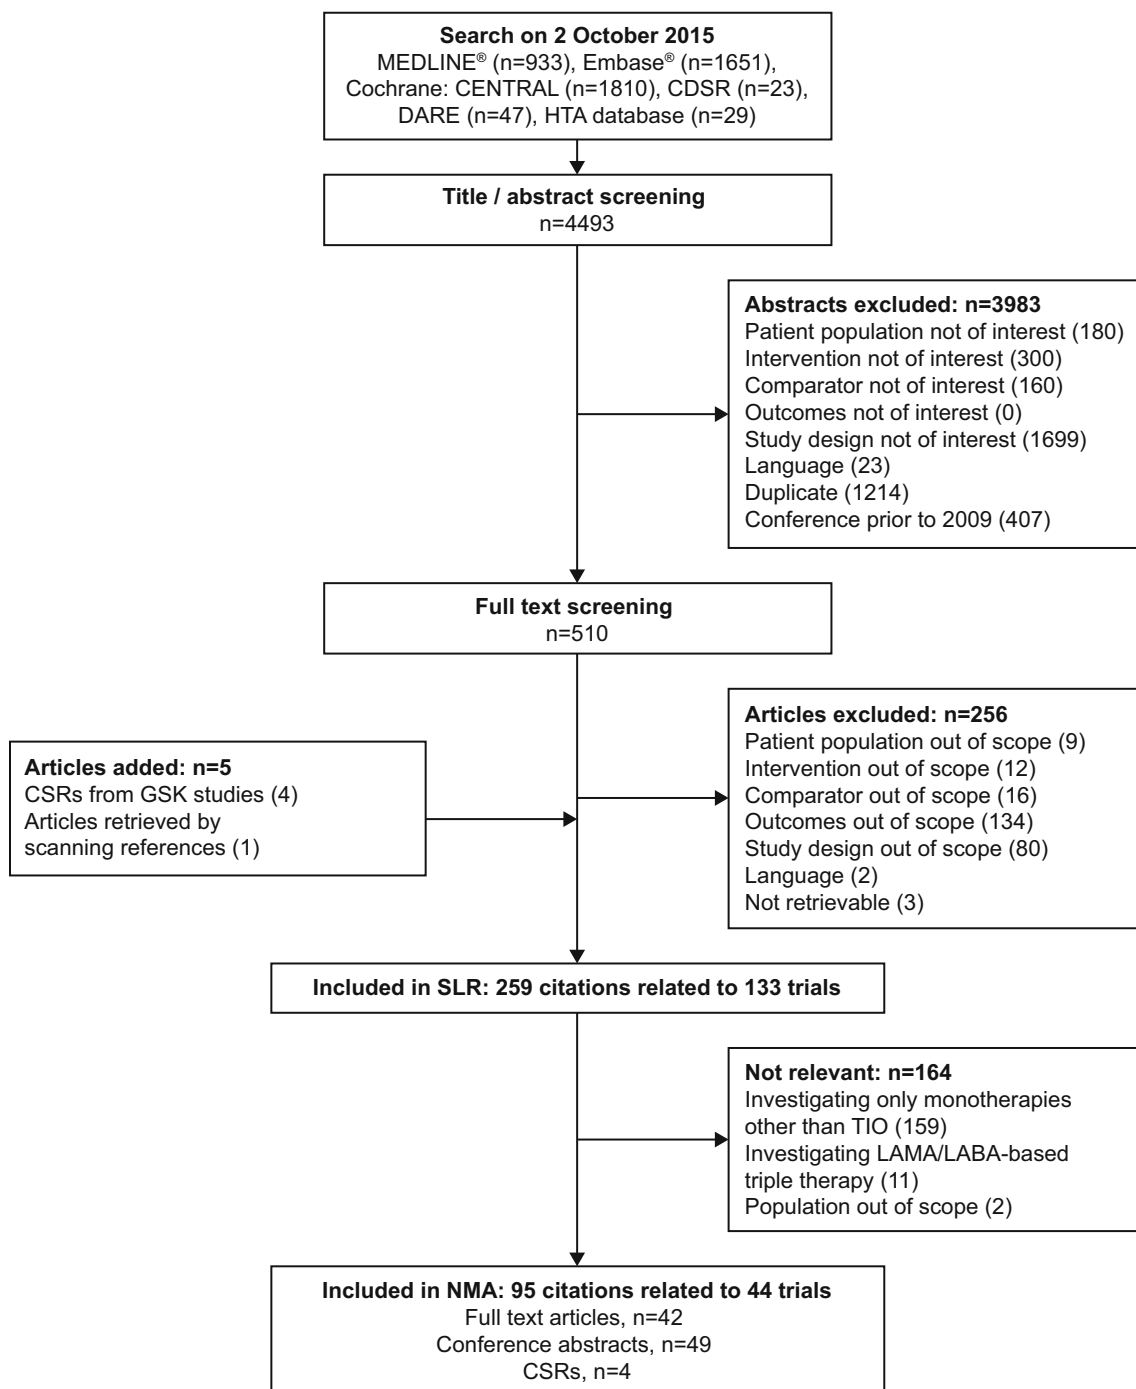 Search on 2 October 2015
MEDLINE® (n=933), Embase® (n=1651),
Cochrane: CENTRAL (n=1810), CDSR (n=23),
DARE (n=47), HTA database (n=29)
Title / abstract screening
n=4493
Abstracts excluded: n=3983
Patient population not of interest (180)
Intervention not of interest (300)
Comparator not of interest (160)
Outcomes not of interest (0)
Study design not of interest (1699)
Language (23)
Duplicate (1214)
Conference prior to 2009 (407)
Full text screening
n=510
Articles excluded: n=256
Patient population out of scope (9)
Intervention out of scope (12)
Comparator out of scope (16)
Outcomes out of scope (134)
Study design out of scope (80)
Language (2)
Not retrievable (3)
Articles added: n=5
CSRs from GSK studies (4)
Articles retrieved by
scanning references (1)
Included in SLR: 259 citations related to 133 trials
Not relevant: n=164
Investigating only monotherapies
other than TIO (159)
Investigating LAMA/LABA-based
triple therapy (11)
Population out of scope (2)
Included in NMA: 95 citations related to 44 trials
Full text articles, n=42
Conference abstracts, n=49
CSRs, n=4